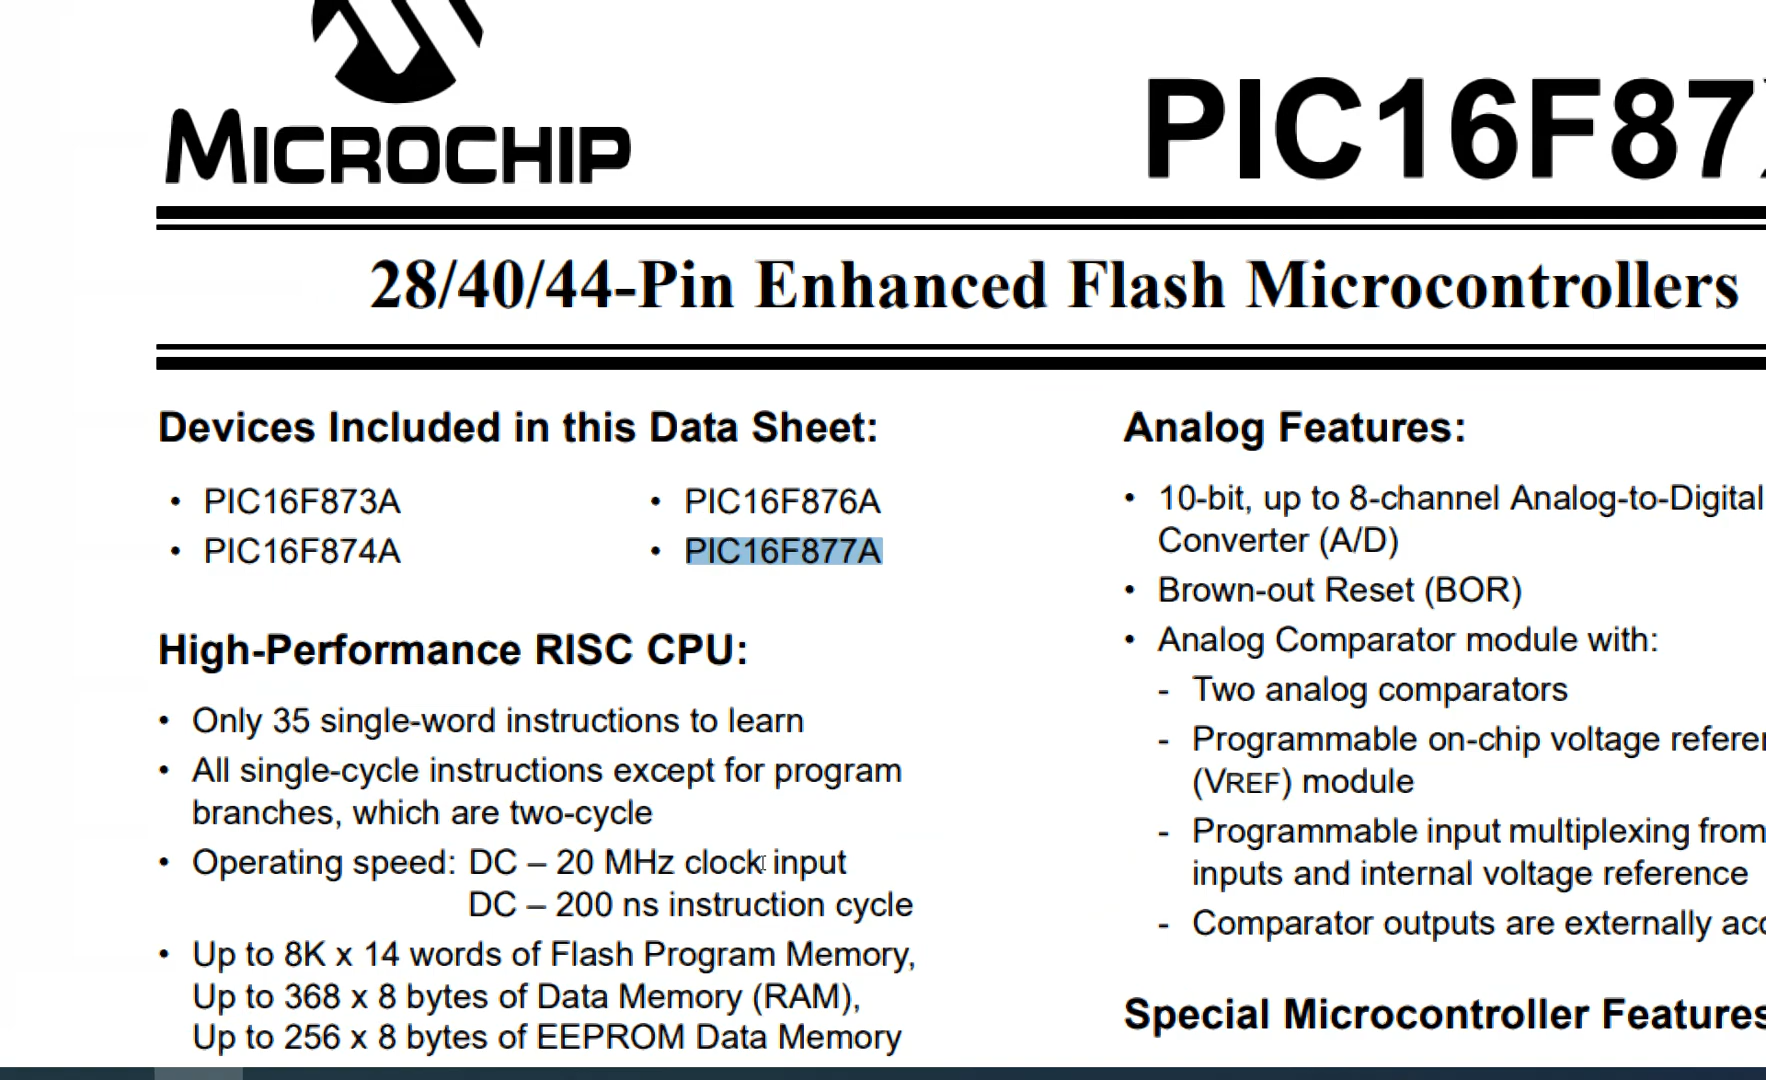 MICROCHIP
PIC16F87
28/40/44-Pin Enhanced Flash Microcontrollers
Devices Included in this Data Sheet:
• PIC16F873A
• PIC16F876A
• PIC16F874A
• PIC16F877A
High-Performance RISC CPU:
• Only 35 single-word instructions to learn
• All single-cycle instructions except for program
branches, which are two-cycle
• Operating speed: DC – 20 MHz clock input
DC – 200 ns instruction cycle
• Up to 8K x 14 words of Flash Program Memory,
Up to 368 x 8 bytes of Data Memory (RAM),
Up to 256 x 8 bytes of EEPROM Data Memory
Analog Features:
• 10-bit, up to 8-channel Analog-to-Digital
Converter (A/D)
• Brown-out Reset (BOR)
• Analog Comparator module with:
- Two analog comparators
- Programmable on-chip voltage
(VREF) module
- Programmable input multiplexing from
inputs and internal voltage reference
- Comparator outputs are externally
Special Microcontroller Features